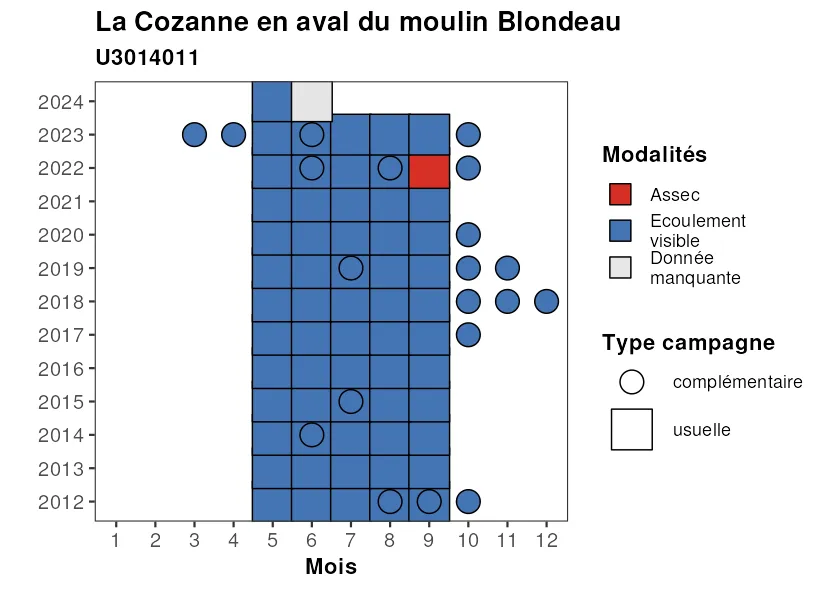 La Cozanne en aval du moulin Blondeau
U3014011
2024
2023
2022
2021
2020
2019
2018
2017
2016
2015
2014
2013
2012
1 2 3 4 5 6 7 8 9 10 11 12
Mois
Modalités
Assec
Ecoulement
visible
Donnée
manquante
Type campagne
complémentaire
usuelle